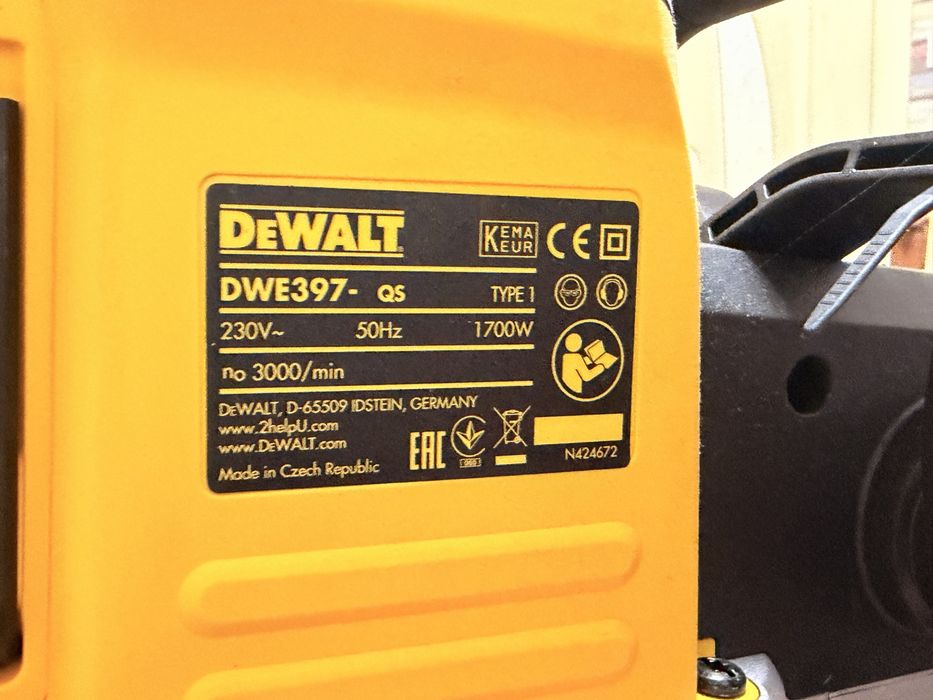 DEWALT
KEMA
EUR
CE
DWE397- QS TYPE 1
230V~ 50Hz 1700W
no 3000/min
DEWALT, D-65509 IDSTEIN, GERMANY
www.2helpU.com
www.DEWALT.com
Made in Czech Republic
EAC
N424672